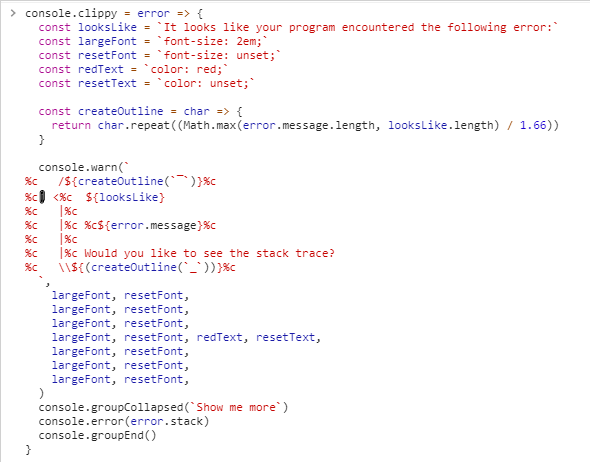 > console.clippy = error => {
const looksLike = `It looks like your program encountered the following error:`
const largeFont = `font-size: 2em;`
const resetFont = `font-size: unset;`
const redText = `color: red;`
const resetText = `color: unset;`
const createOutline = char => {
return char.repeat((Math.max(error.message.length, looksLike.length) / 1.66))
}
console.warn(`
%c   /${createOutline(`‾`)}%c
%c <%c  ${looksLike}
%c   |%c
%c   |%c %c${error.message}%c
%c   |%c
%c   |%c Would you like to see the stack trace?
%c   \\${(createOutline(`_`))}%c
`,
largeFont, resetFont,
largeFont, resetFont,
largeFont, resetFont,
largeFont, resetFont, redText, resetText,
largeFont, resetFont,
largeFont, resetFont,
largeFont, resetFont,
)
console.groupCollapsed(`Show me more`)
console.error(error.stack)
console.groupEnd()
}